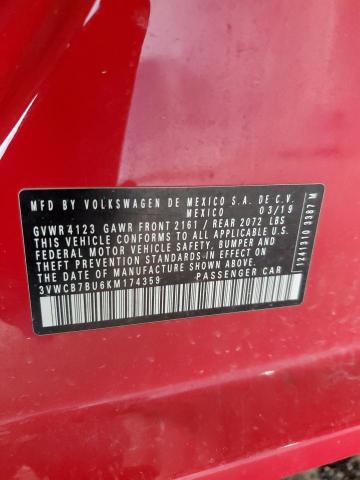 MFD BY VOLKSWAGEN DE MEXICO S.A. DE C.V.
MEXICO 03/19
GVWR 4123 GAWR FRONT 2161 / REAR 2072 LBS
THIS VEHICLE CONFORMS TO ALL APPLICABLE U.S.
FEDERAL MOTOR VEHICLE SAFETY, BUMPER AND
THEFT PREVENTION STANDARDS IN EFFECT ON THE
DATE OF MANUFACTURE SHOWN ABOVE.
3VWCB7BU6KM174359 PASSENGER CAR
1241310 3387 M